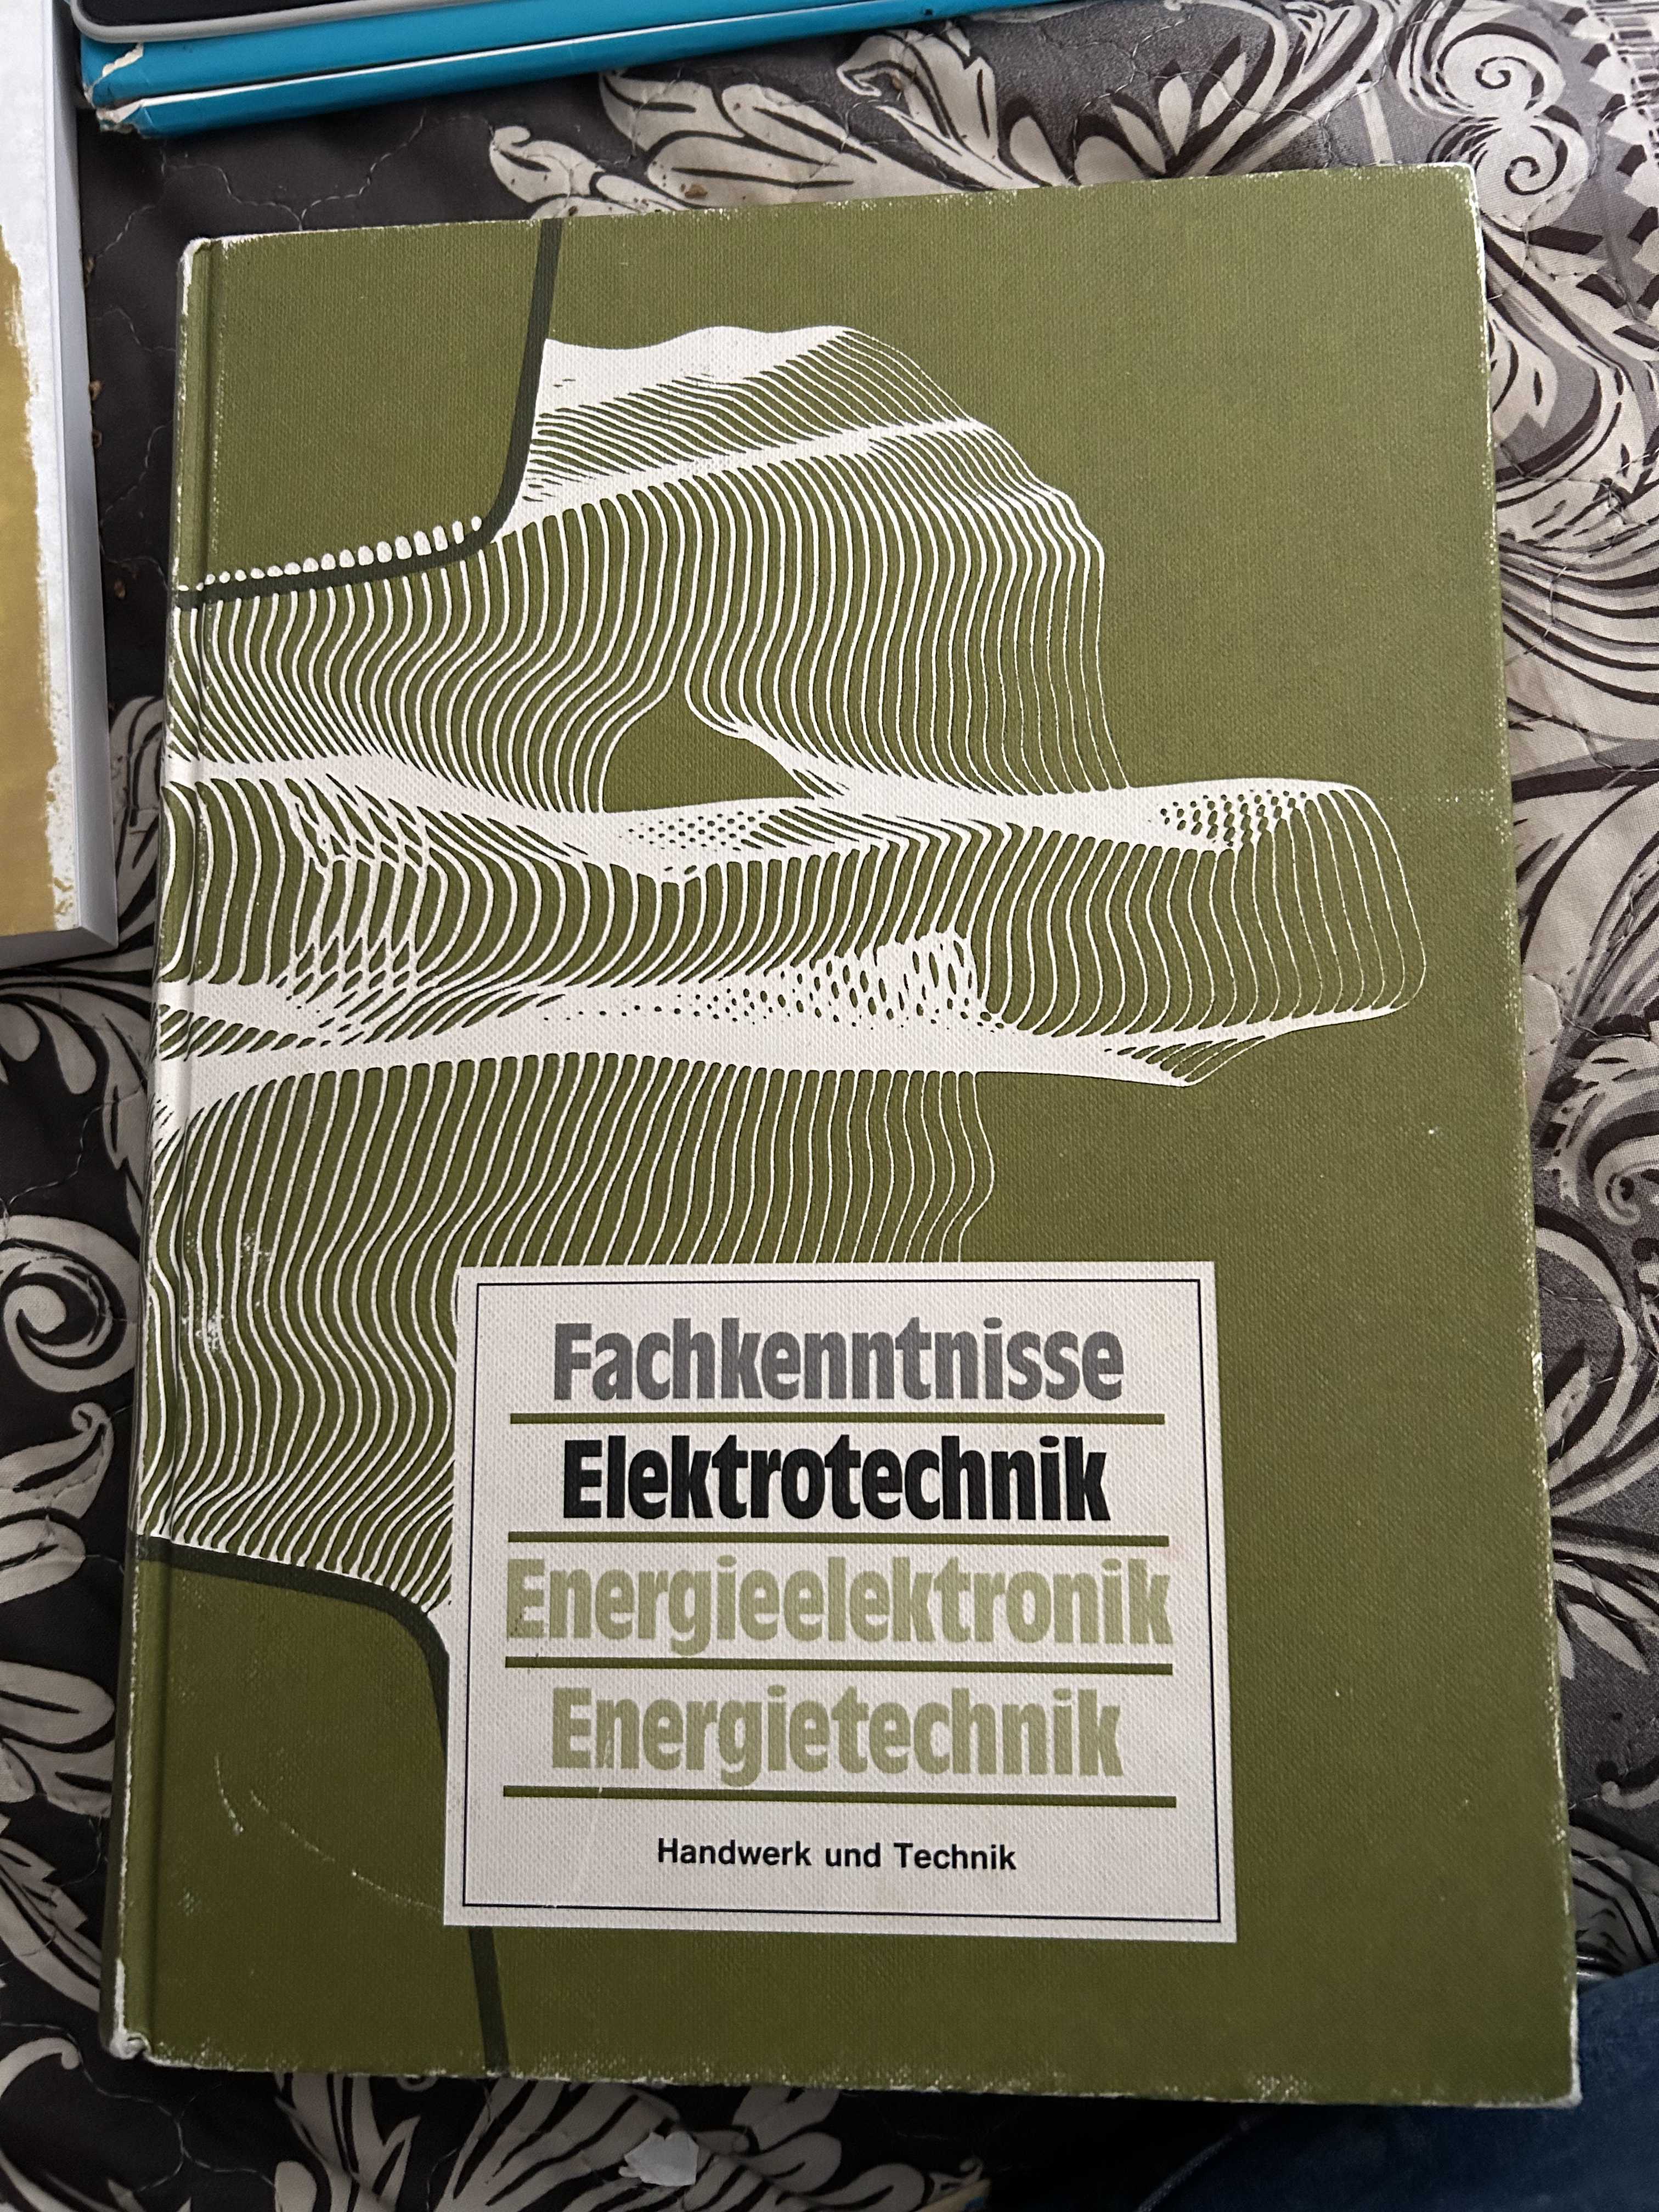 Fachkenntnisse
Elektrotechnik
Energieelektronik
Energietechnik
Handwerk und Technik